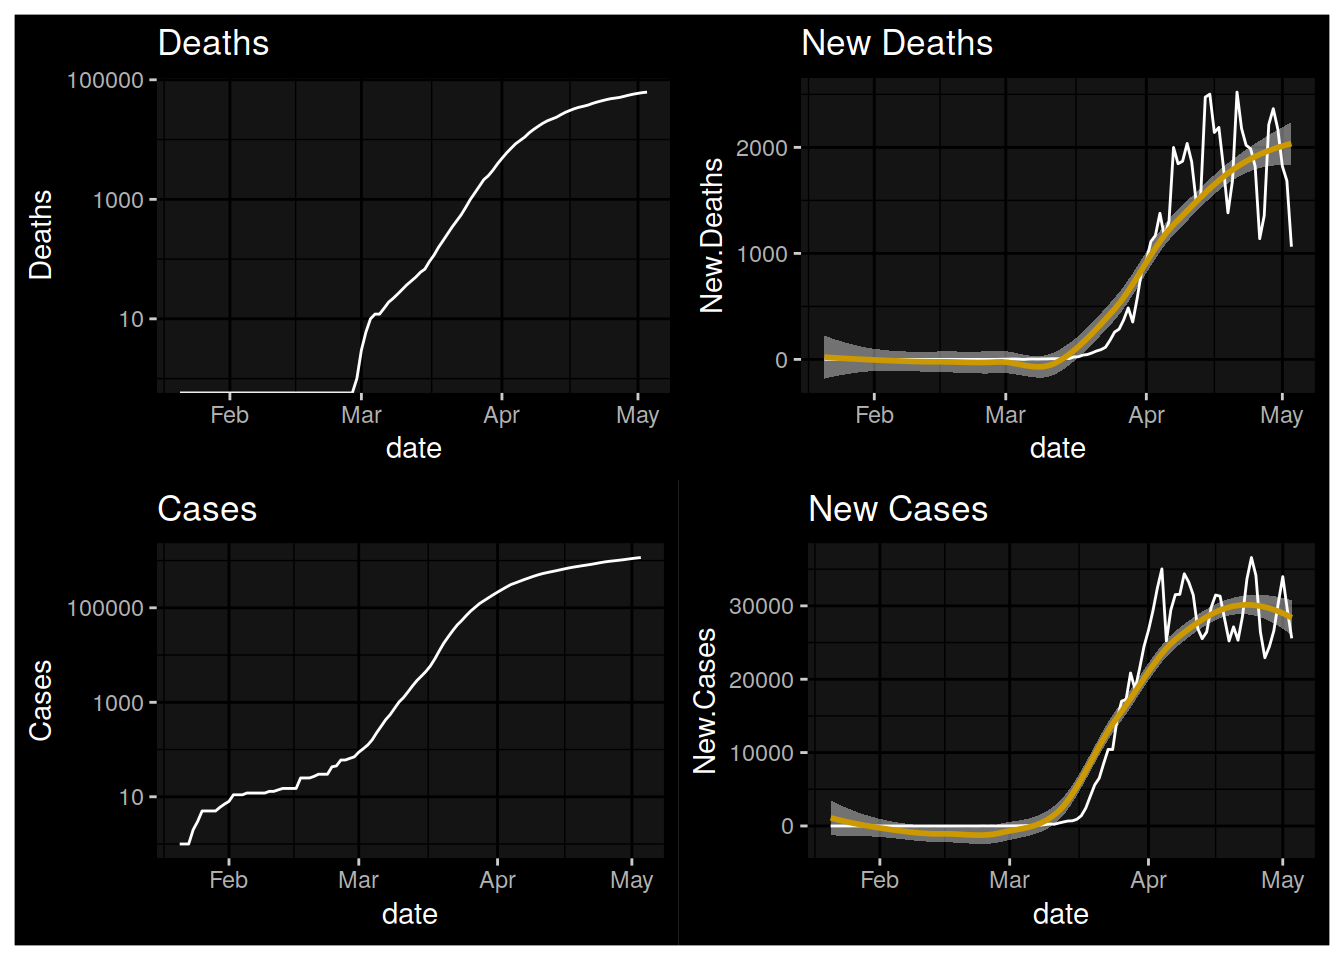 Deaths
100000
1000
10
Deaths
Feb Mar Apr May
date
New Deaths
2000
1000
0
New.Deaths
Feb Mar Apr May
date
Cases
100000
1000
10
Cases
Feb Mar Apr May
date
New Cases
30000
20000
10000
0
New.Cases
Feb Mar Apr May
date